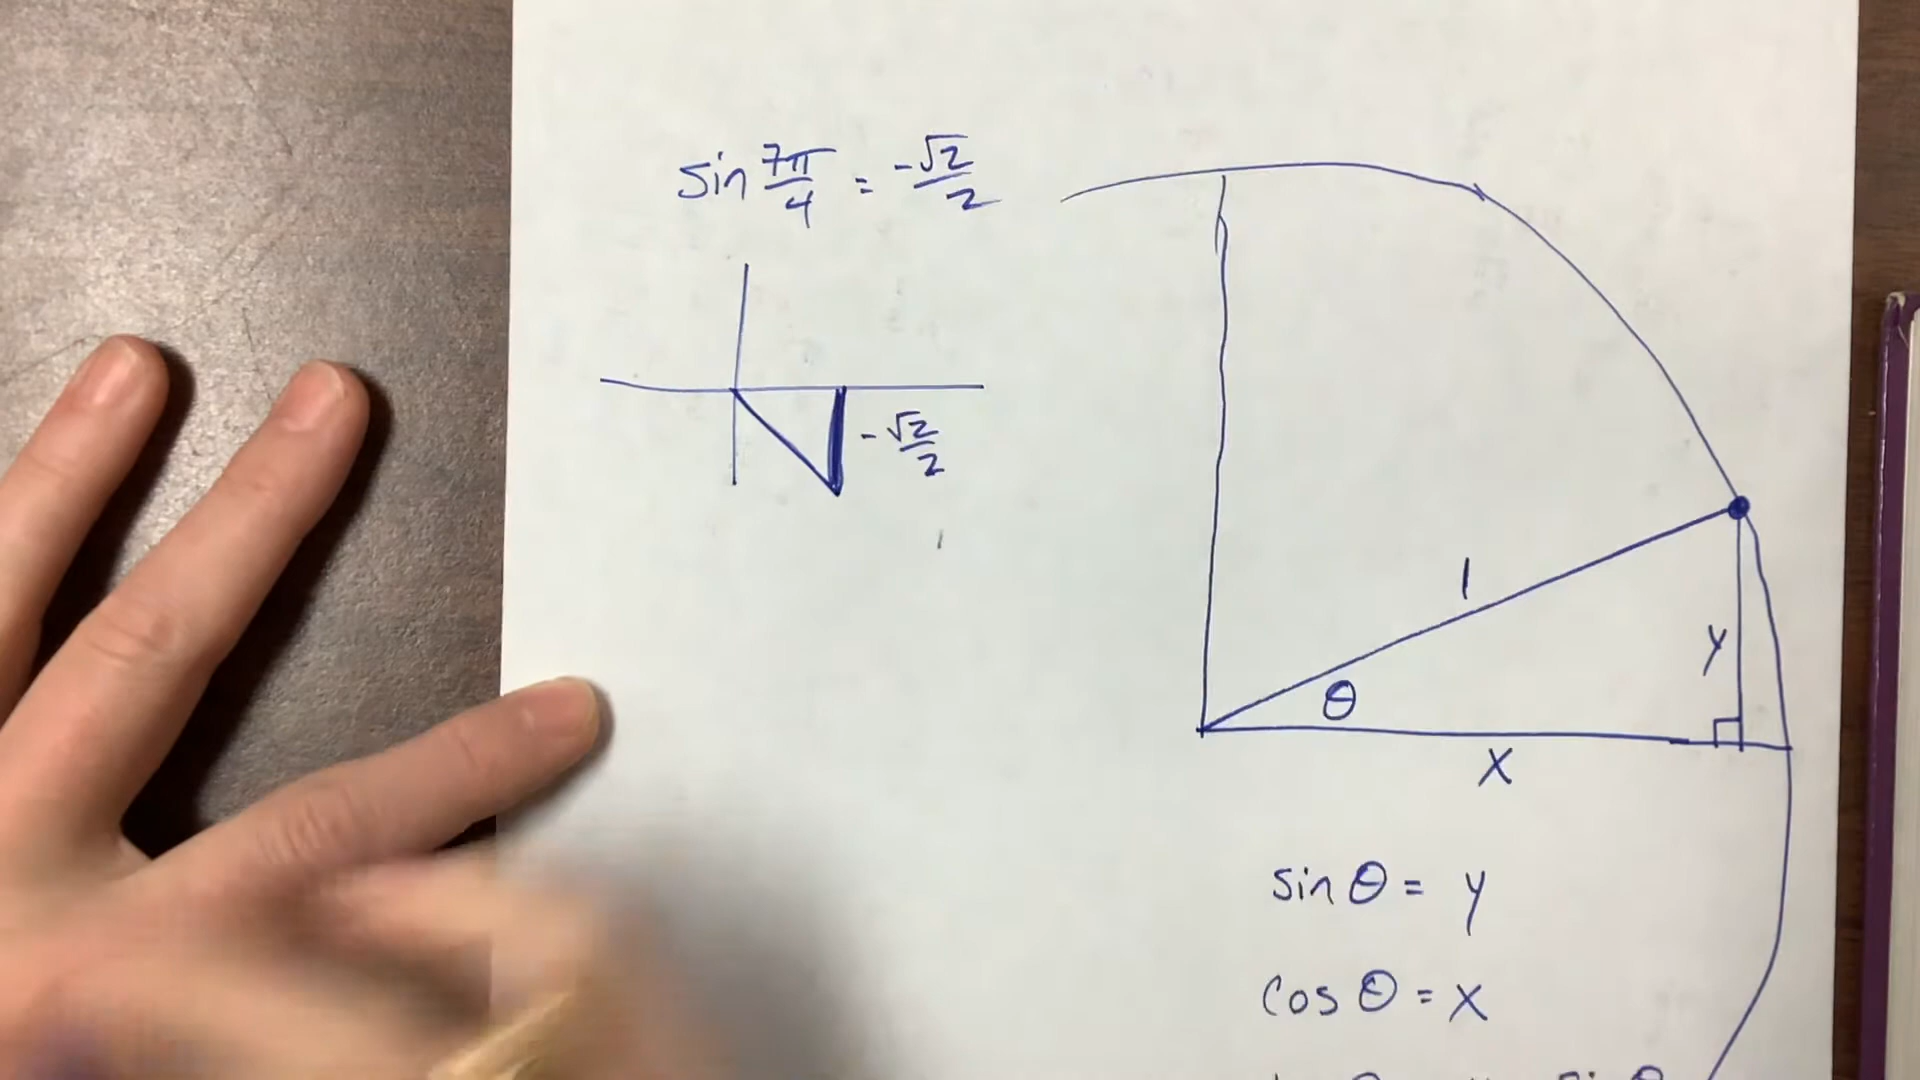 sin 7π/4 = -√2/2
-√2/2
1
θ
y
x
sin θ = y
cos θ = x